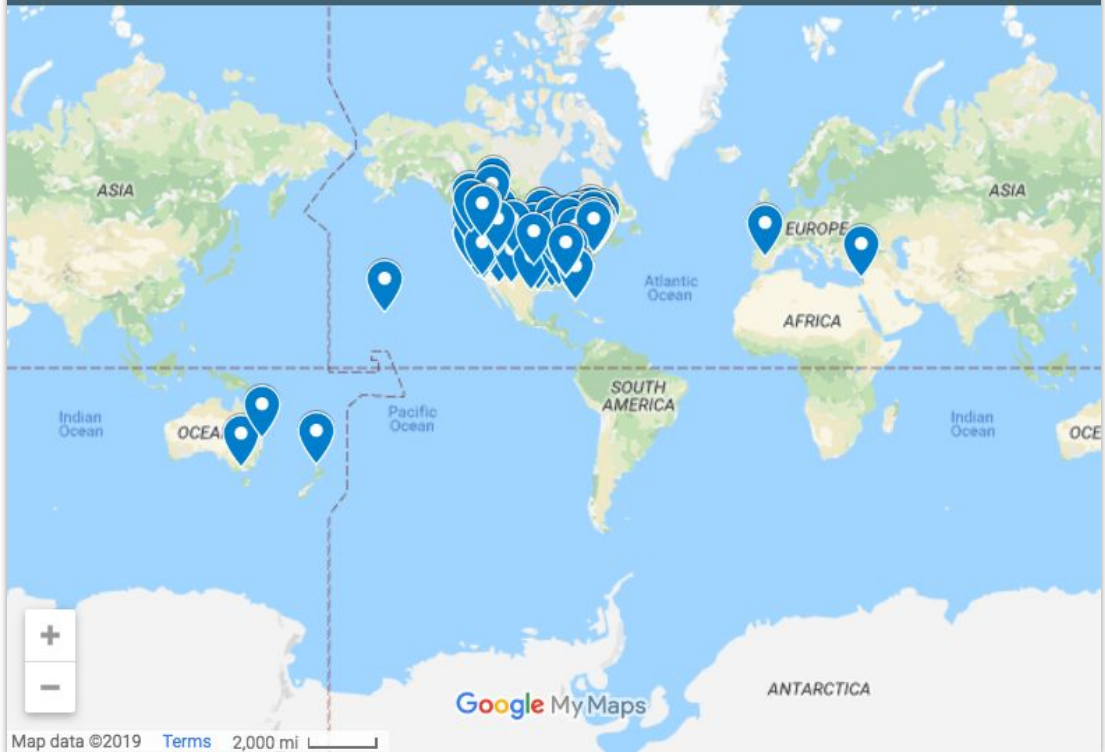 ASIA
ASIA
EUROPE
Atlantic
Ocean
AFRICA
SOUTH
AMERICA
Indian
Ocean
OCEA
Pacific
Ocean
Indian
Ocean
OCE
+
−
ANTARCTICA
Google My Maps
Map data ©2019 Terms 2,000 mi